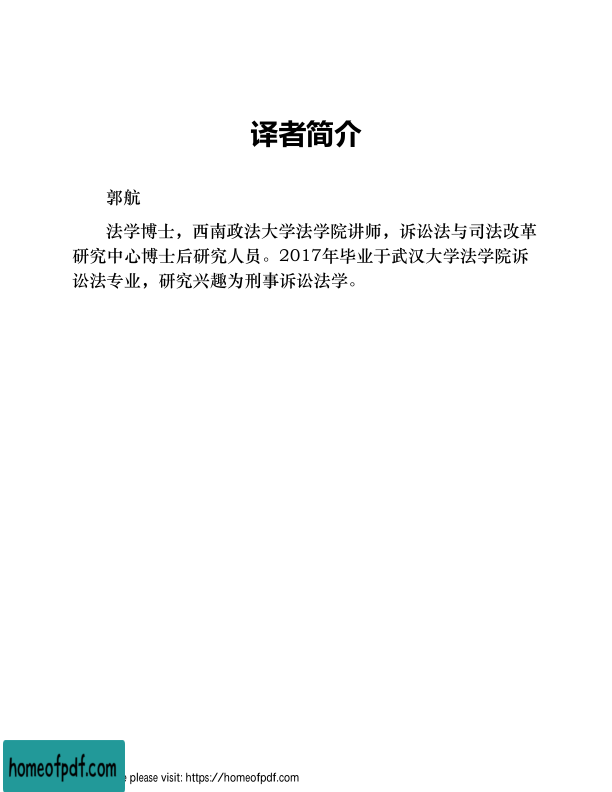 译者简介
郭航
法学博士，西南政法大学法学院讲师，诉讼法与司法改革
研究中心博士后研究人员。2017年毕业于武汉大学法学院诉
讼法专业，研究兴趣为刑事诉讼法学。
homeofpdf.com
please visit: https://homeofpdf.com